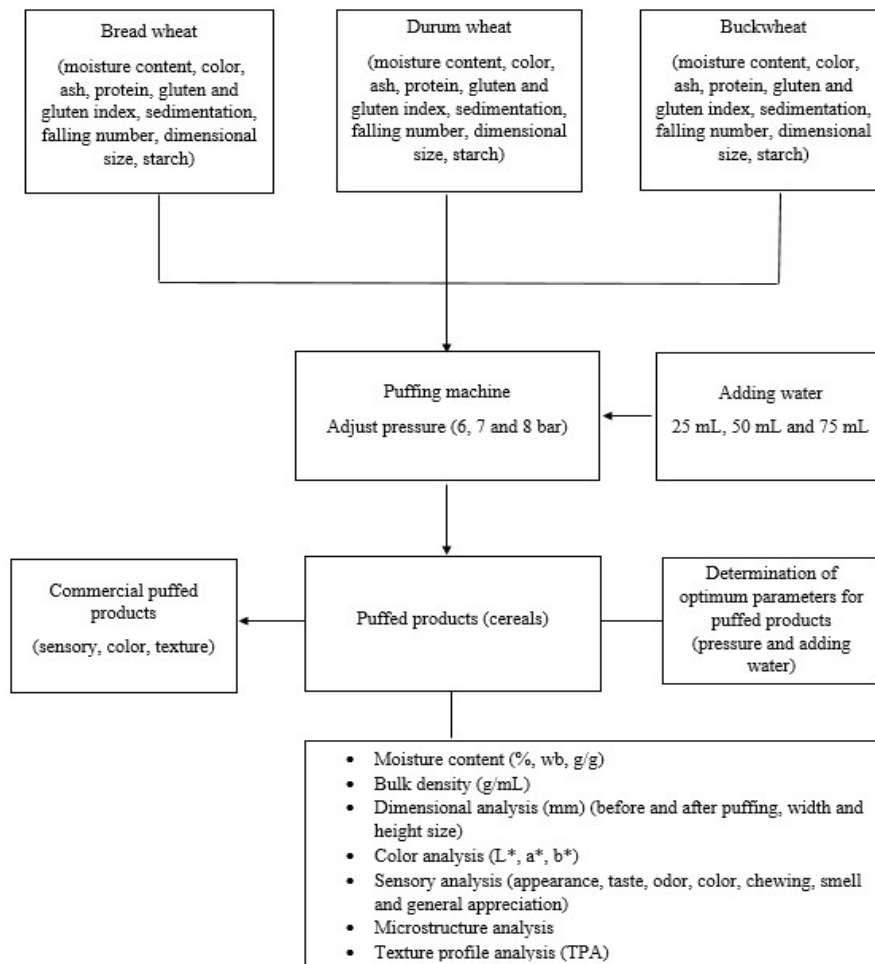 Bread wheat
(moisture content, color,
ash, protein, gluten and
gluten index, sedimentation,
falling number, dimensional
size, starch)
Durum wheat
(moisture content, color,
ash, protein, gluten and
gluten index, sedimentation,
falling number, dimensional
size, starch)
Buckwheat
(moisture content, color,
ash, protein, gluten and
gluten index, sedimentation,
falling number, dimensional
size, starch)
Puffing machine
Adjust pressure (6, 7 and 8 bar)
Adding water
25 mL, 50 mL and 75 mL
Commercial puffed
products
(sensory, color, texture)
Puffed products (cereals)
Determination of
optimum parameters for
puffed products
(pressure and adding
water)
• Moisture content (%, wb, g/g)
• Bulk density (g/mL)
• Dimensional analysis (mm) (before and after puffing, width and
height size)
• Color analysis (L*, a*, b*)
• Sensory analysis (appearance, taste, odor, color, chewing, smell
and general appreciation)
• Microstructure analysis
• Texture profile analysis (TPA)